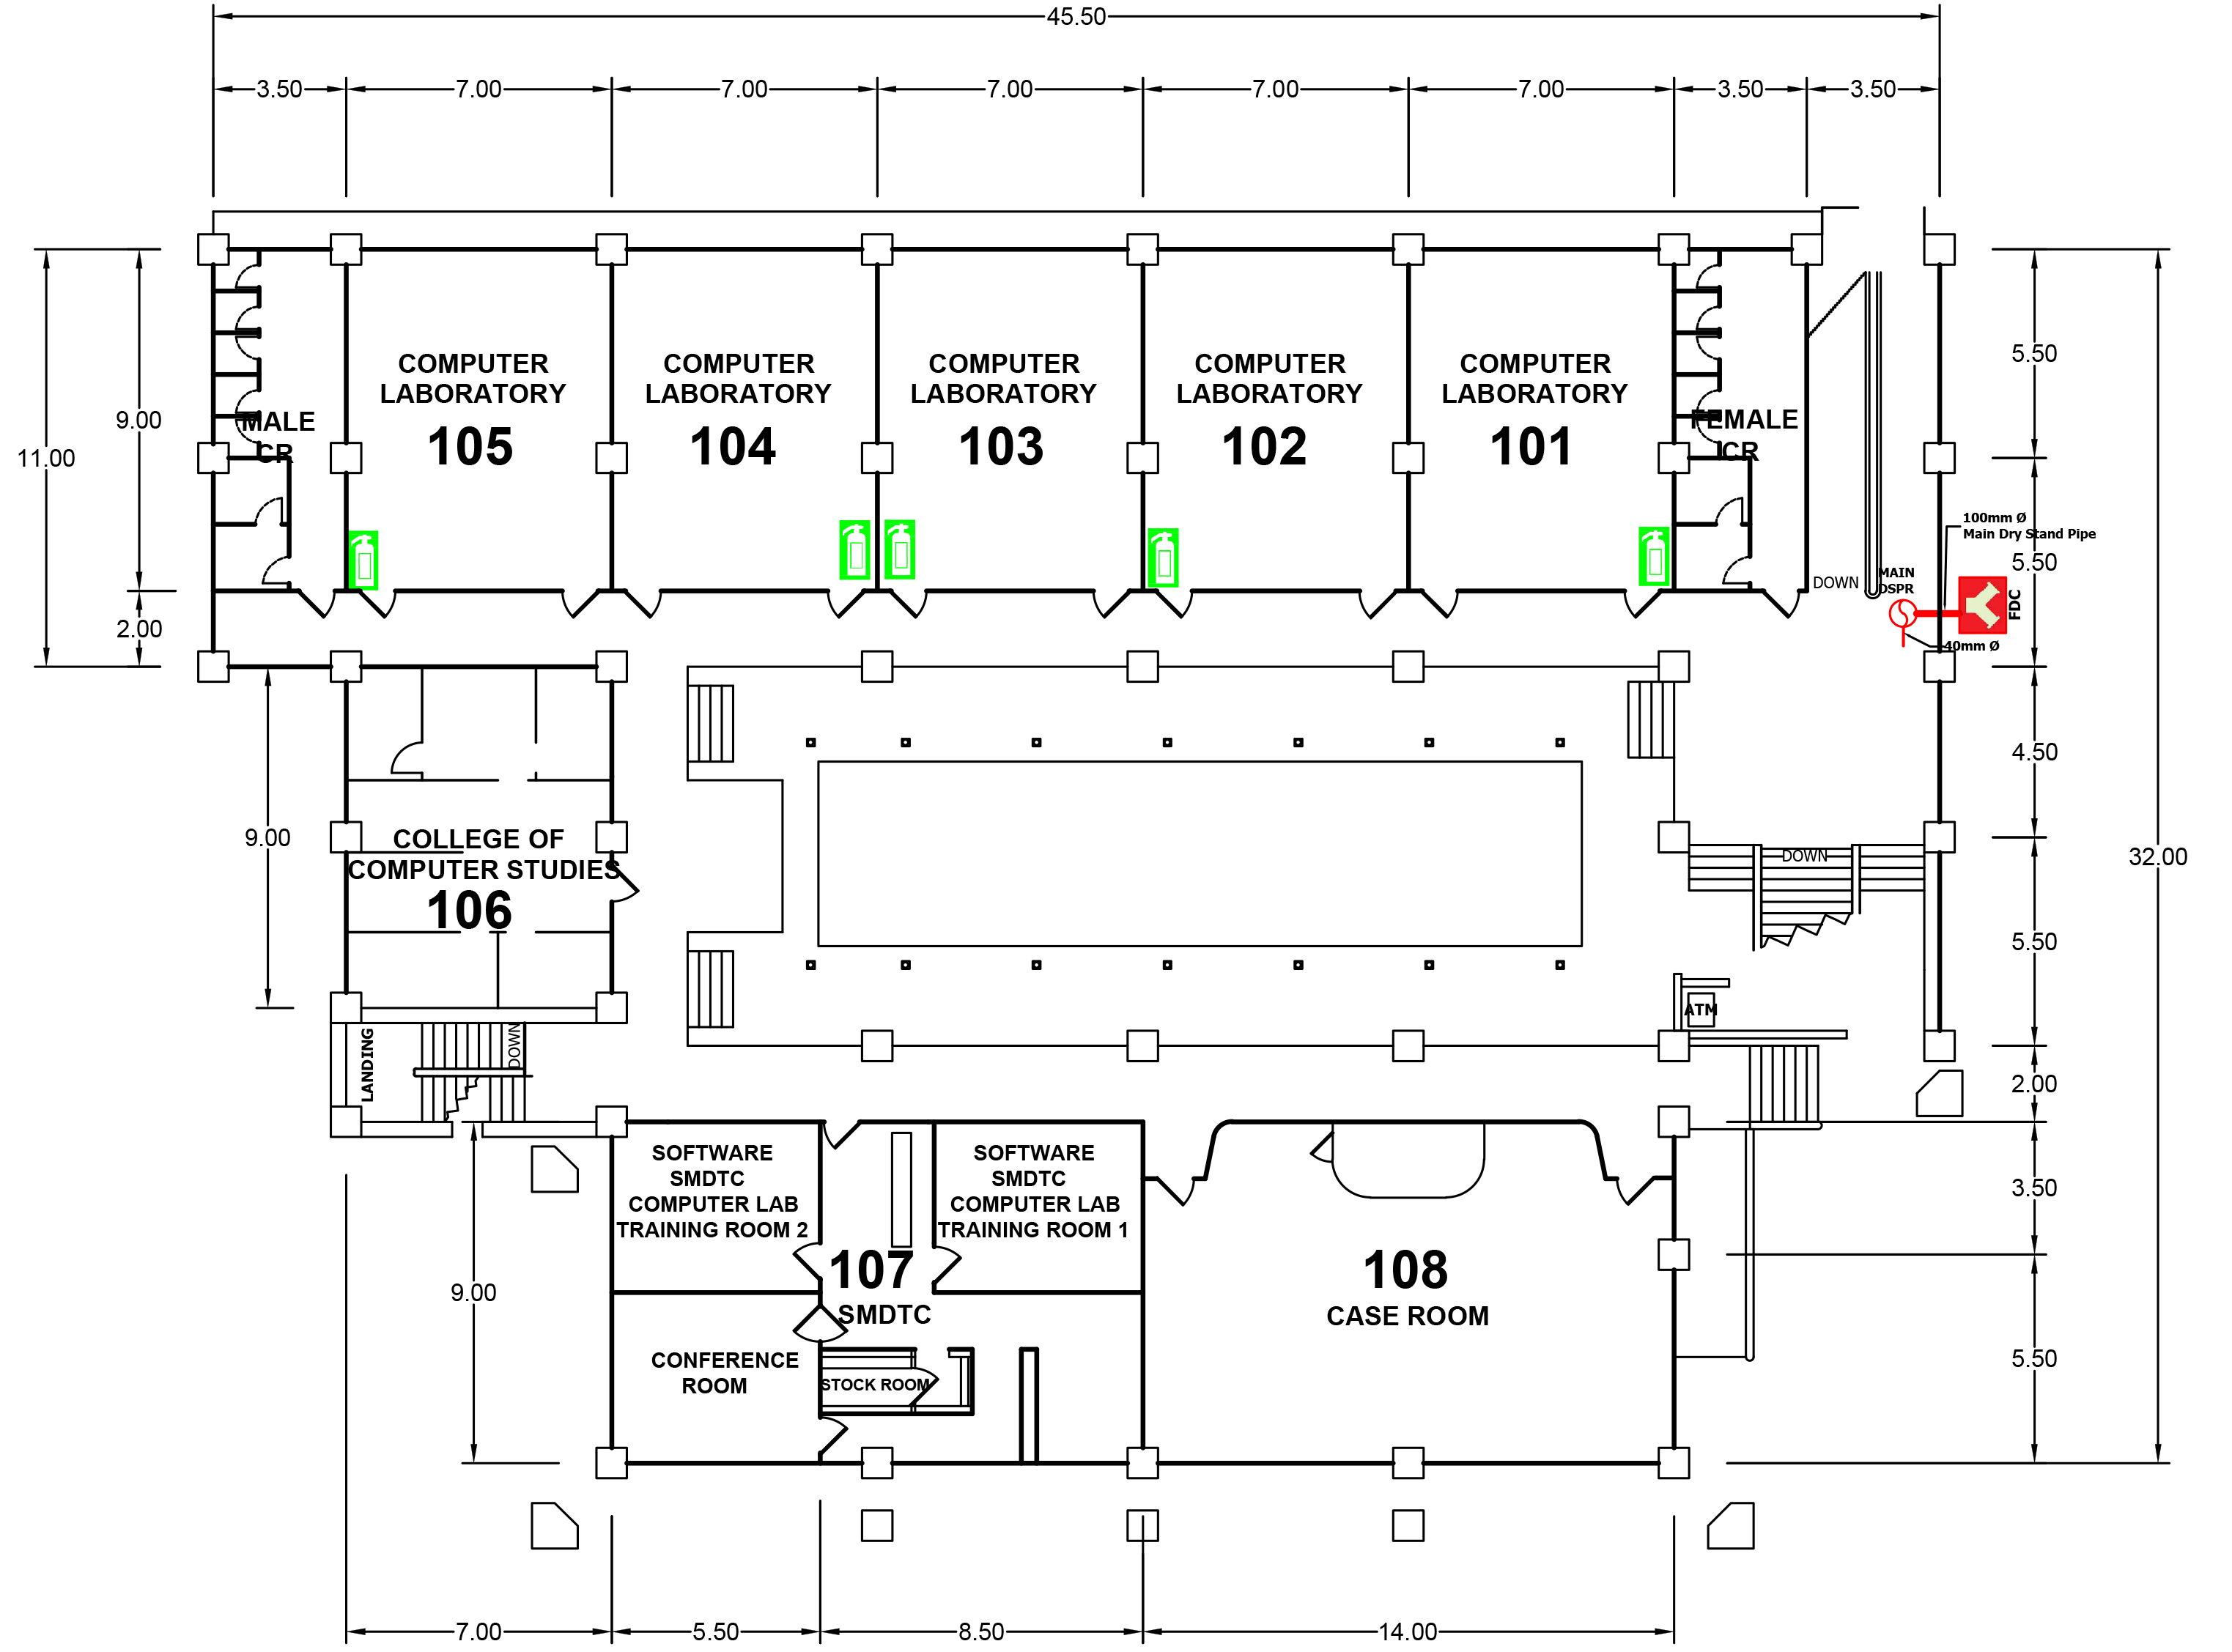 45.50
3.50 7.00 7.00 7.00 7.00 7.00 3.50 3.50
COMPUTER
LABORATORY
105
COMPUTER
LABORATORY
104
COMPUTER
LABORATORY
103
COMPUTER
LABORATORY
102
COMPUTER
LABORATORY
101
MALE
CR
FEMALE
CR
11.00
9.00
2.00
5.50
5.50
4.50
5.50
2.00
3.50
5.50
32.00
100mm Ø
Main Dry Stand Pipe
MAIN
DSPR
FDC
40mm Ø
DOWN
COLLEGE OF
COMPUTER STUDIES
106
9.00
DOWN
ATM
LANDING
DOWN
SOFTWARE
SMDTC
COMPUTER LAB
TRAINING ROOM 2
SOFTWARE
SMDTC
COMPUTER LAB
TRAINING ROOM 1
107
SMDTC
108
CASE ROOM
9.00
CONFERENCE
ROOM
STOCK ROOM
7.00 5.50 8.50 14.00